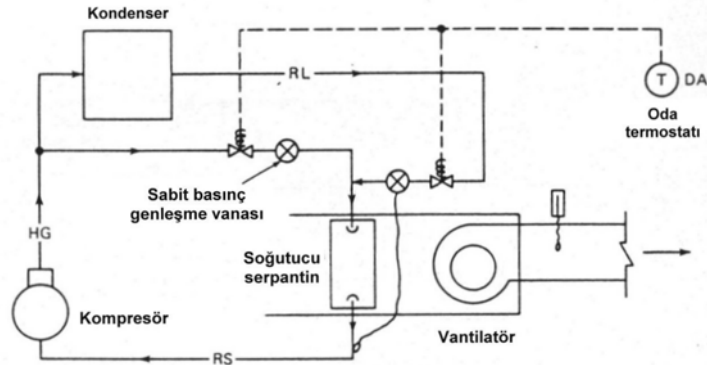 Kondenser
RL
T
DA
Oda
termostatı
Sabit basınç
genleşme vanası
HG
Soğutucu
serpantin
Kompresör
Vantilatör
RS